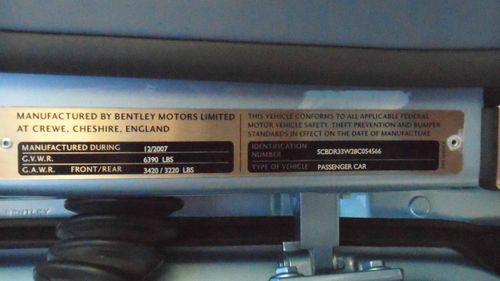 MANUFACTURED BY BENTLEY MOTORS LIMITED
AT CREWE, CHESHIRE, ENGLAND
MANUFACTURED DURING 12/2007
G.V.W.R. 6390 LBS
G.A.W.R. FRONT/REAR 3420 / 3220 LBS
THIS VEHICLE CONFORMS TO ALL APPLICABLE FEDERAL
MOTOR VEHICLE SAFETY, THEFT PREVENTION AND BUMPER
STANDARDS IN EFFECT ON THE DATE OF MANUFACTURE
IDENTIFICATION
NUMBER SCBDR33W28C054566
TYPE OF VEHICLE PASSENGER CAR
BENTLEY